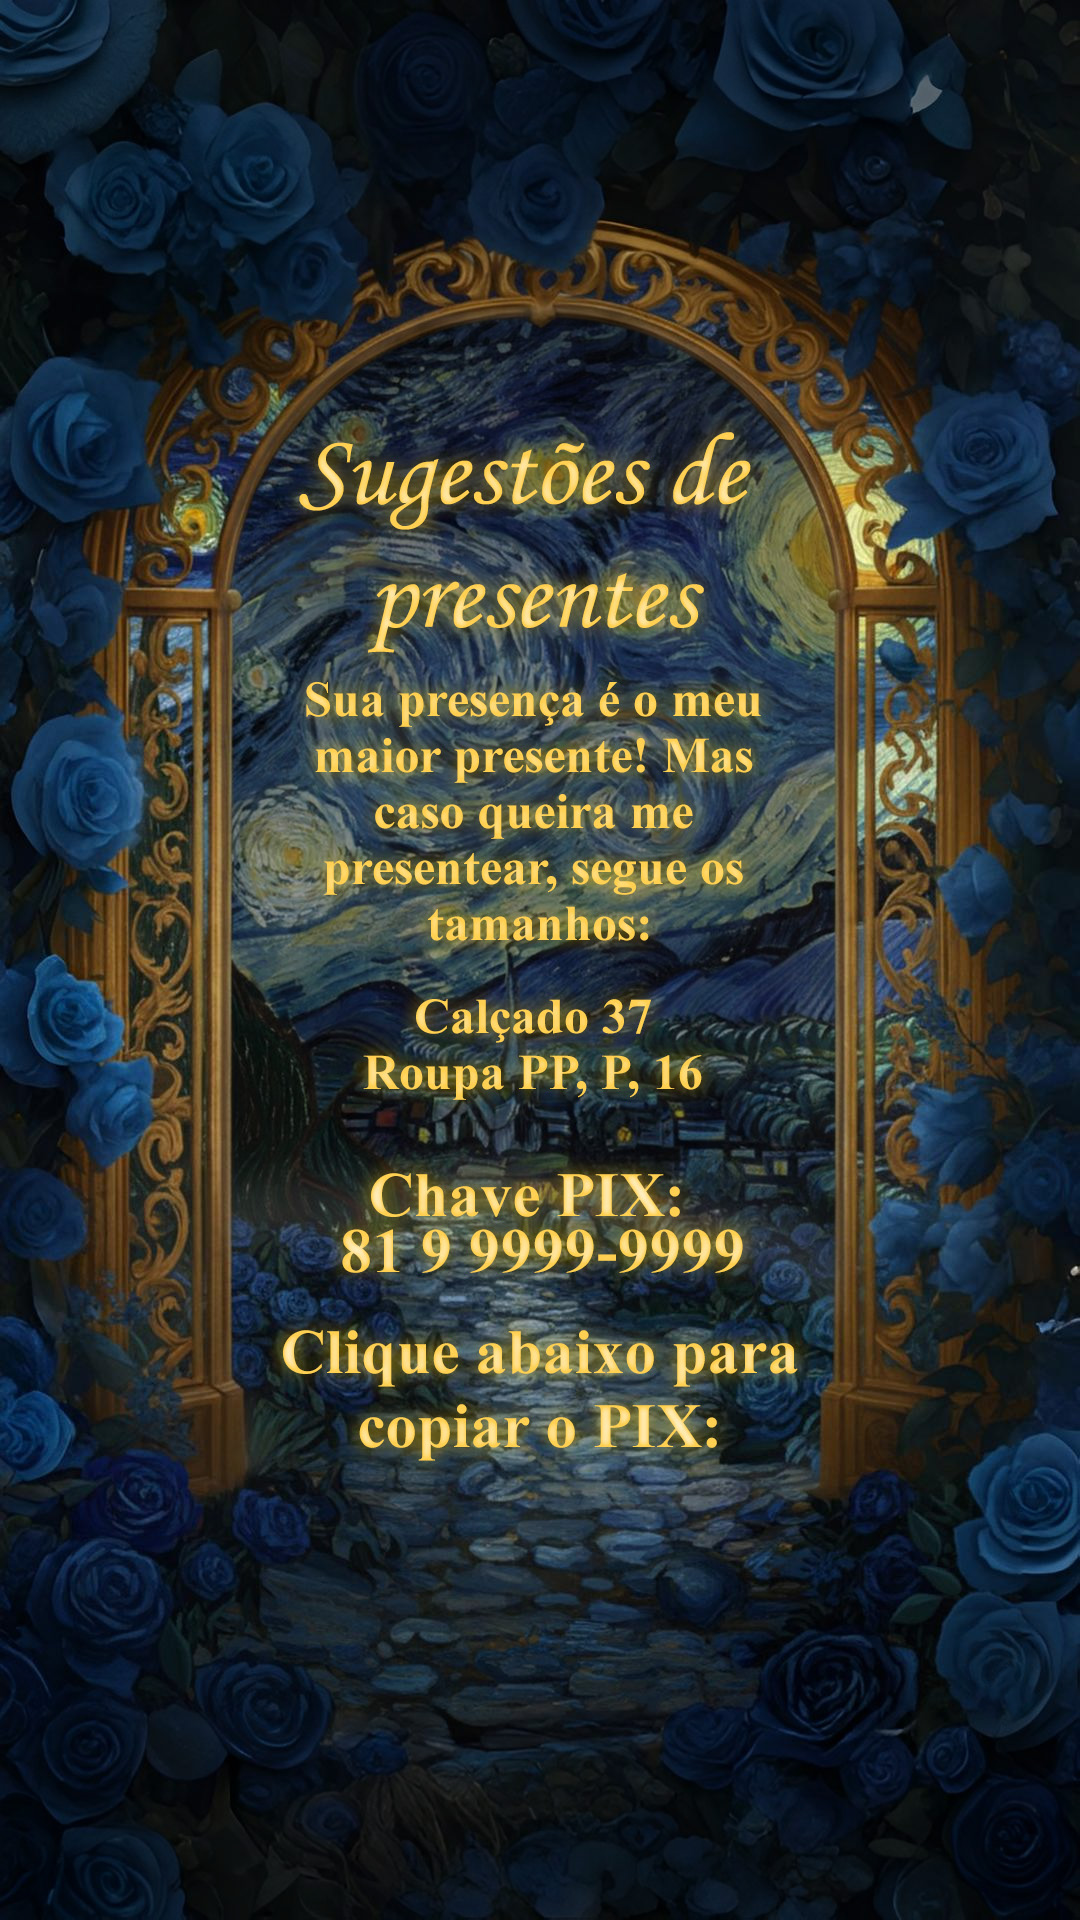 Sugestões de
presentes
Sua presença é o meu
maior presente! Mas
caso queira me
presentear, segue os
tamanhos:
Calçado 37
Roupa PP, P, 16
Chave PIX:
81 9 9999-9999
Clique abaixo para
copiar o PIX: